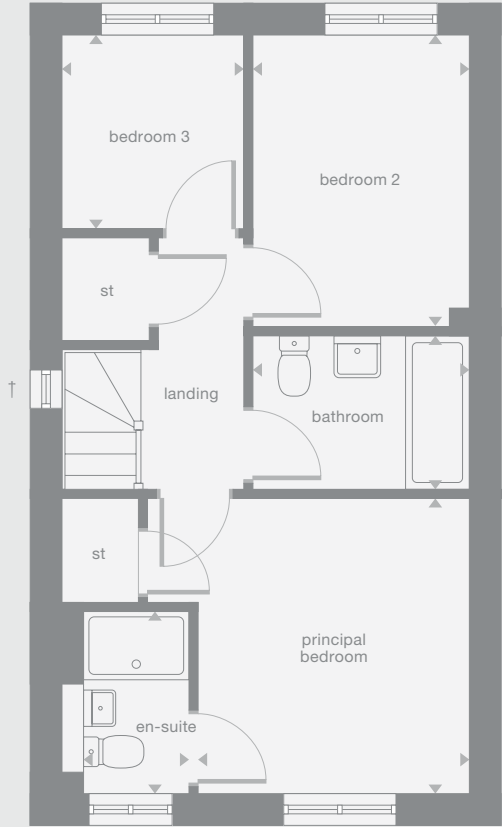 bedroom 3
bedroom 2
st
†
landing
bathroom
st
principal
bedroom
en-suite